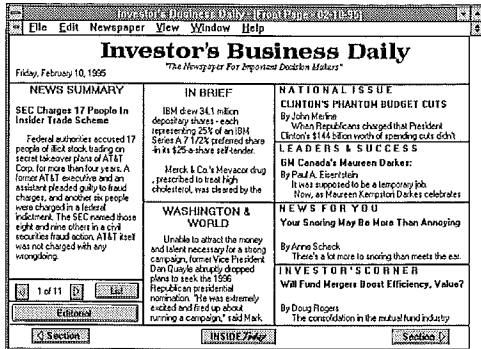 Investor's Business Daily - [Front Page - 02-10-95]
File Edit Newspaper View Window Help
Investor's Business Daily
Friday, February 10, 1995
"The Newspaper For Important Decision Makers"
NEWS SUMMARY
SEC Charges 17 People In
Insider Trade Scheme
Federal authorities accused 17
people of illicit stock trading on
secret takeover plans of AT&T
Corp. for more than four years. A
former AT&T executive and an
assistant pleaded guilty to fraud
charges, and another six people
were charged in a federal
indictment. The SEC named those
eight and nine others in a civil
securities fraud action. AT&T itself
was not charged with any
wrongdoing.
1 of 11
List
Editorial
IN BRIEF
IBM drew 34.1 million
depositary shares - each
representing 25% of an IBM
Series A 7 1/2% preferred share
- in its $25-a-share self-tender.
Merck & Co.'s Mevacor drug
, prescribed to treat high
cholesterol, was cleared by the
WASHINGTON &
WORLD
Unable to attract the money
and talent necessary for a strong
campaign, former Vice President
Dan Quayle abruptly dropped
plans to seek the 1996
Republican presidential
nomination. "He was extremely
excited and fired up about
running a campaign," said Mark
NATIONAL ISSUE
CLINTON'S PHANTOM BUDGET CUTS
By John Merline
When Republicans charged that President
Clinton's $144 billion worth of spending cuts didn't
LEADERS & SUCCESS
GM Canada's Maureen Darkes:
By Paul A. Eisentstein
It was supposed to be a temporary job.
Now, as Maureen Kempston Darkes celebrates
NEWS FOR YOU
Your Snoring May Be More Than Annoying
By Anne Scheck
There's a lot more to snoring than meets the ear.
INVESTOR'S CORNER
Will Fund Mergers Boost Efficiency, Value?
By Doug Rogers
The consolidation in the mutual fund industry
Section
INSIDE Today
Section